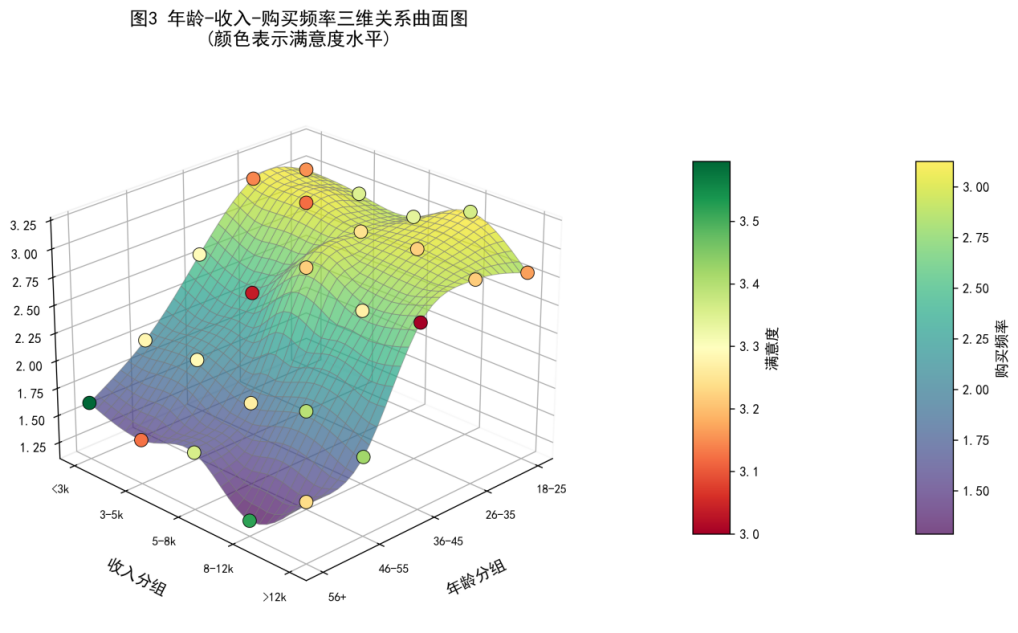 图3 年龄-收入-购买频率三维关系曲面图
(颜色表示满意度水平)
3.25
3.00
2.75
2.50
2.25
2.00
1.75
1.50
1.25
<3k
3-5k
5-8k
8-12k
>12k
收入分组
56+
46-55
36-45
26-35
18-25
年龄分组
3.5
3.4
3.3
3.2
3.1
3.0
满意度
3.00
2.75
2.50
2.25
2.00
1.75
1.50
购买频率